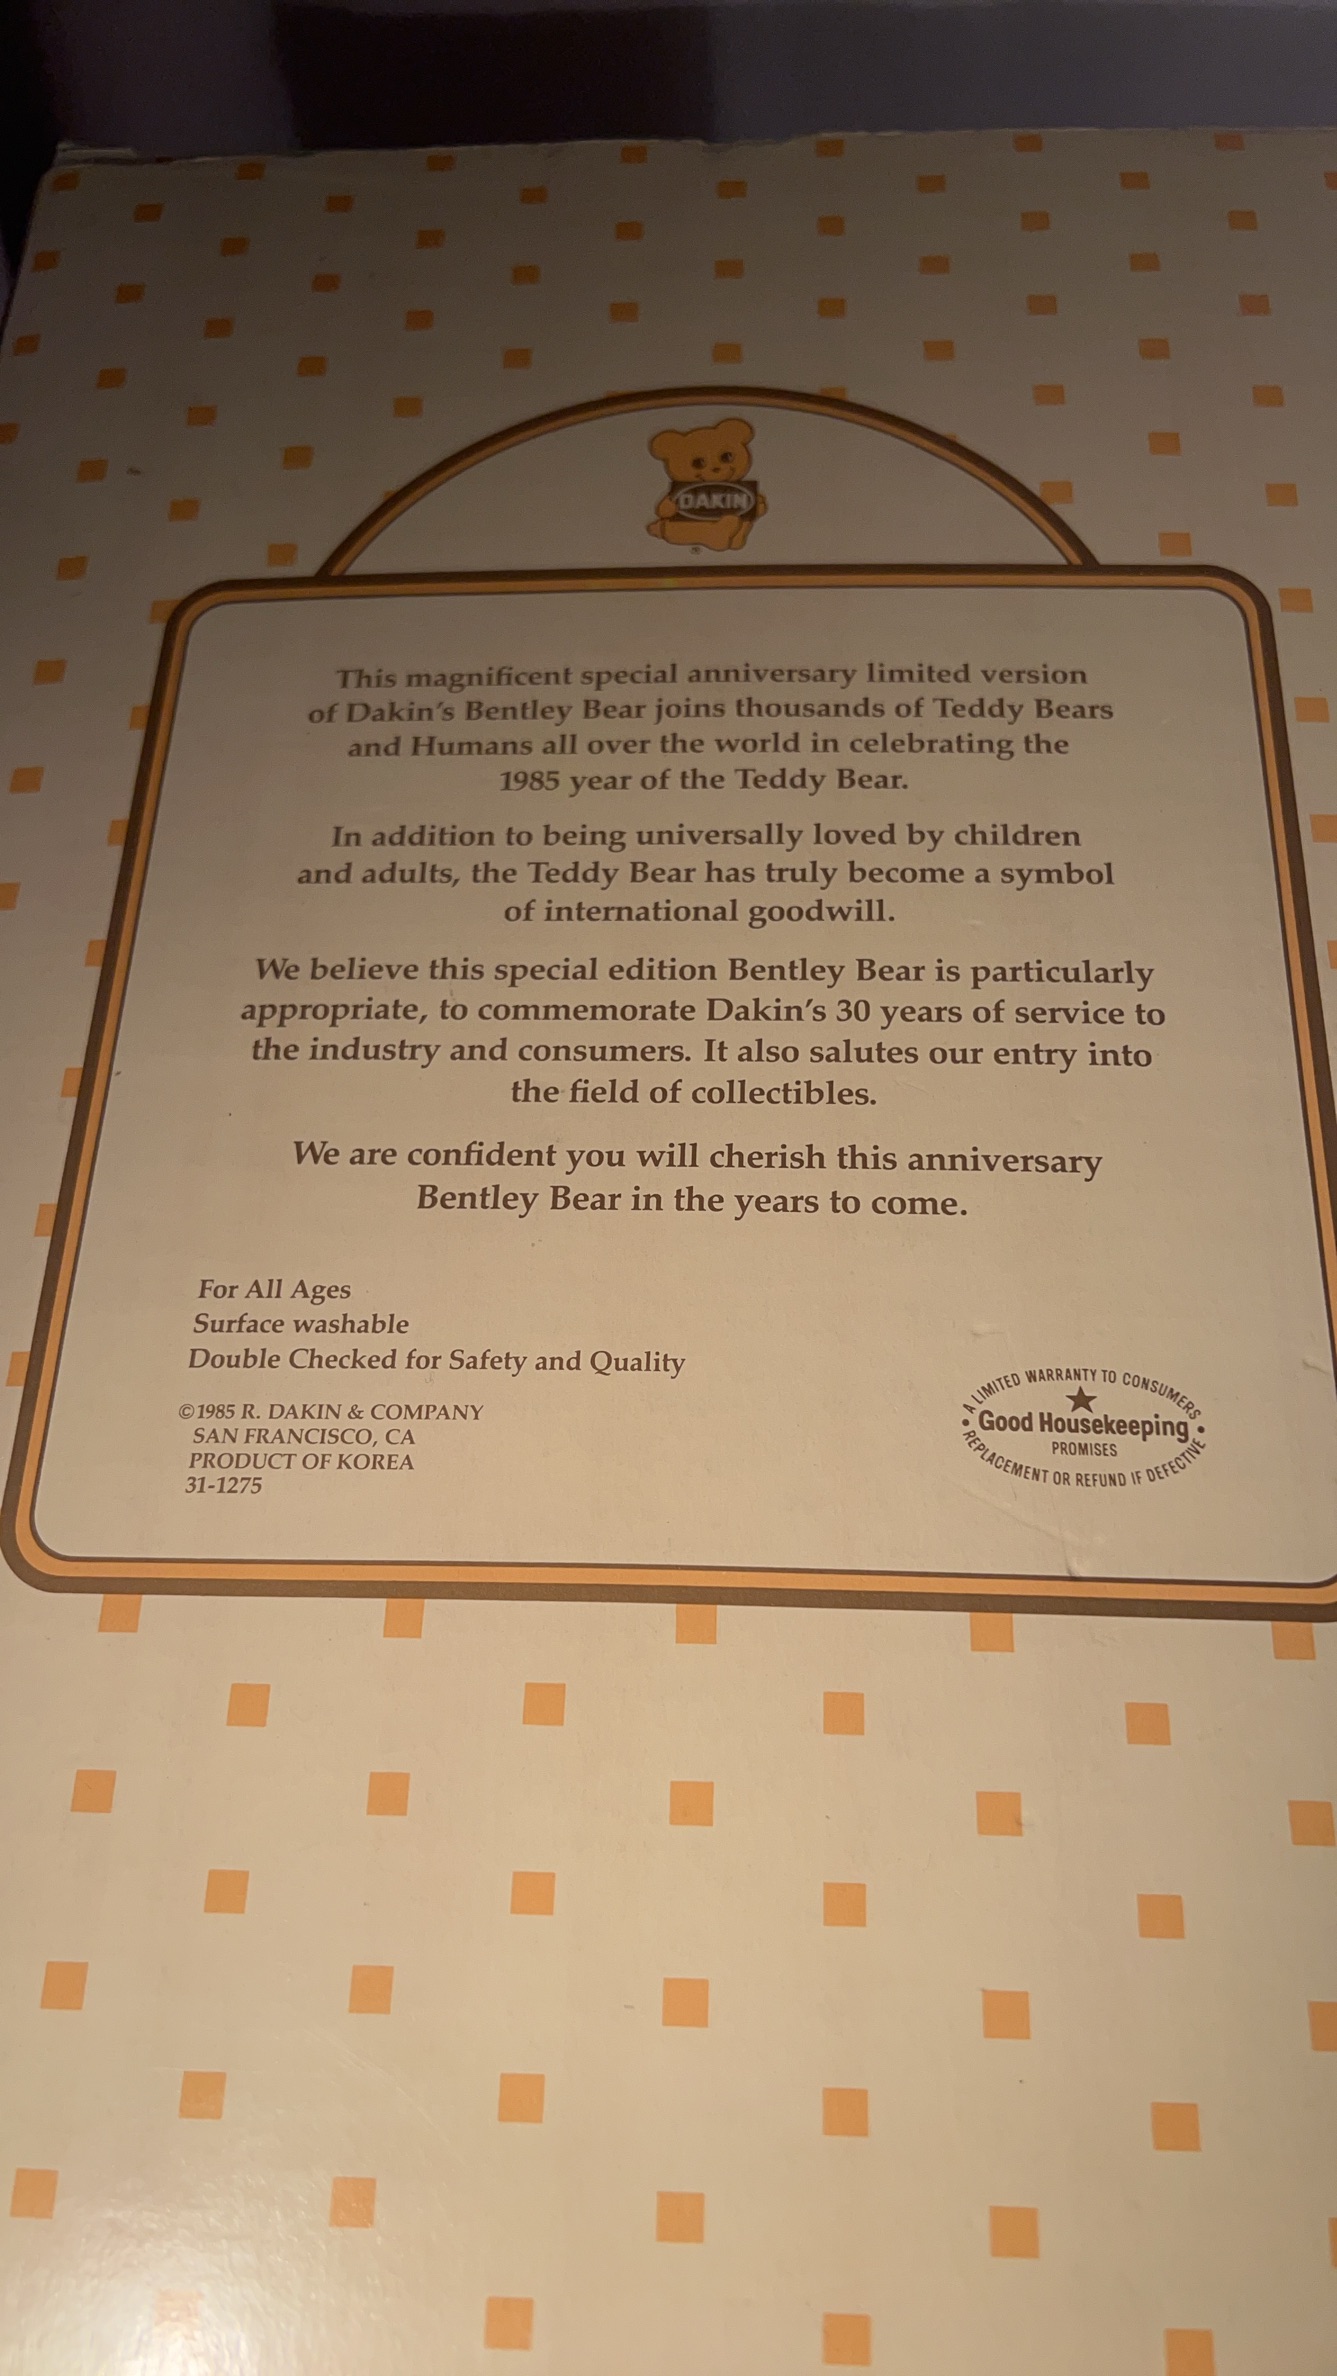 DAKIN
®
This magnificent special anniversary limited version
of Dakin's Bentley Bear joins thousands of Teddy Bears
and Humans all over the world in celebrating the
1985 year of the Teddy Bear.
In addition to being universally loved by children
and adults, the Teddy Bear has truly become a symbol
of international goodwill.
We believe this special edition Bentley Bear is particularly
appropriate, to commemorate Dakin's 30 years of service to
the industry and consumers. It also salutes our entry into
the field of collectibles.
We are confident you will cherish this anniversary
Bentley Bear in the years to come.
For All Ages
Surface washable
Double Checked for Safety and Quality
©1985 R. DAKIN & COMPANY
SAN FRANCISCO, CA
PRODUCT OF KOREA
31-1275
• A LIMITED WARRANTY TO CONSUMERS •
★
Good Housekeeping
PROMISES
REPLACEMENT OR REFUND IF DEFECTIVE